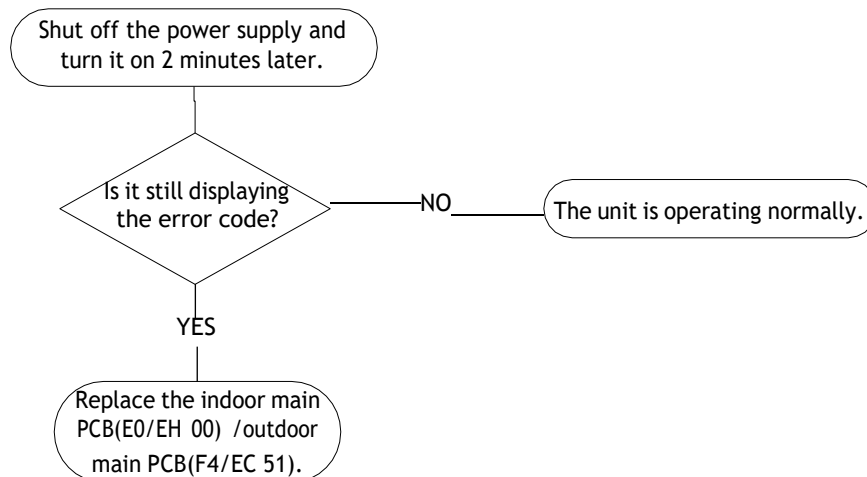 Shut off the power supply and
turn it on 2 minutes later.
Is it still displaying
the error code?
NO
The unit is operating normally.
YES
Replace the indoor main
PCB(E0/EH 00) /outdoor
main PCB(F4/EC 51).